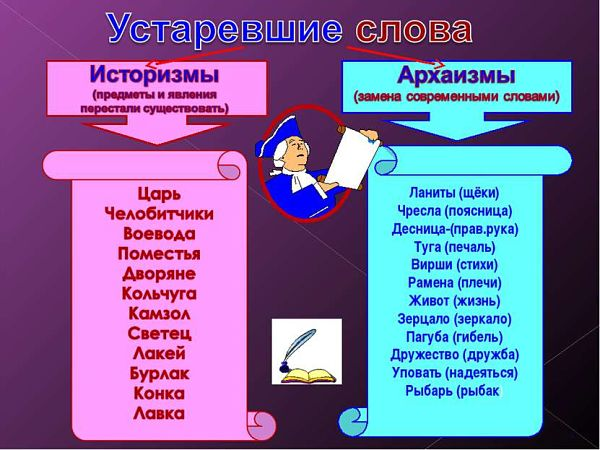 Устаревшие слова
Историзмы
(предметы и явления
перестали существовать)
Архаизмы
(замена современными словами)
Царь
Челобитчики
Воевода
Поместья
Дворяне
Кольчуга
Камзол
Светец
Лакей
Бурлак
Конка
Лавка
Ланиты (щёки)
Чресла (поясница)
Десница-(прав.рука)
Туга (печаль)
Вирши (стихи)
Рамена (плечи)
Живот (жизнь)
Зерцало (зеркало)
Пагуба (гибель)
Дружество (дружба)
Уповать (надеяться)
Рыбарь (рыбак